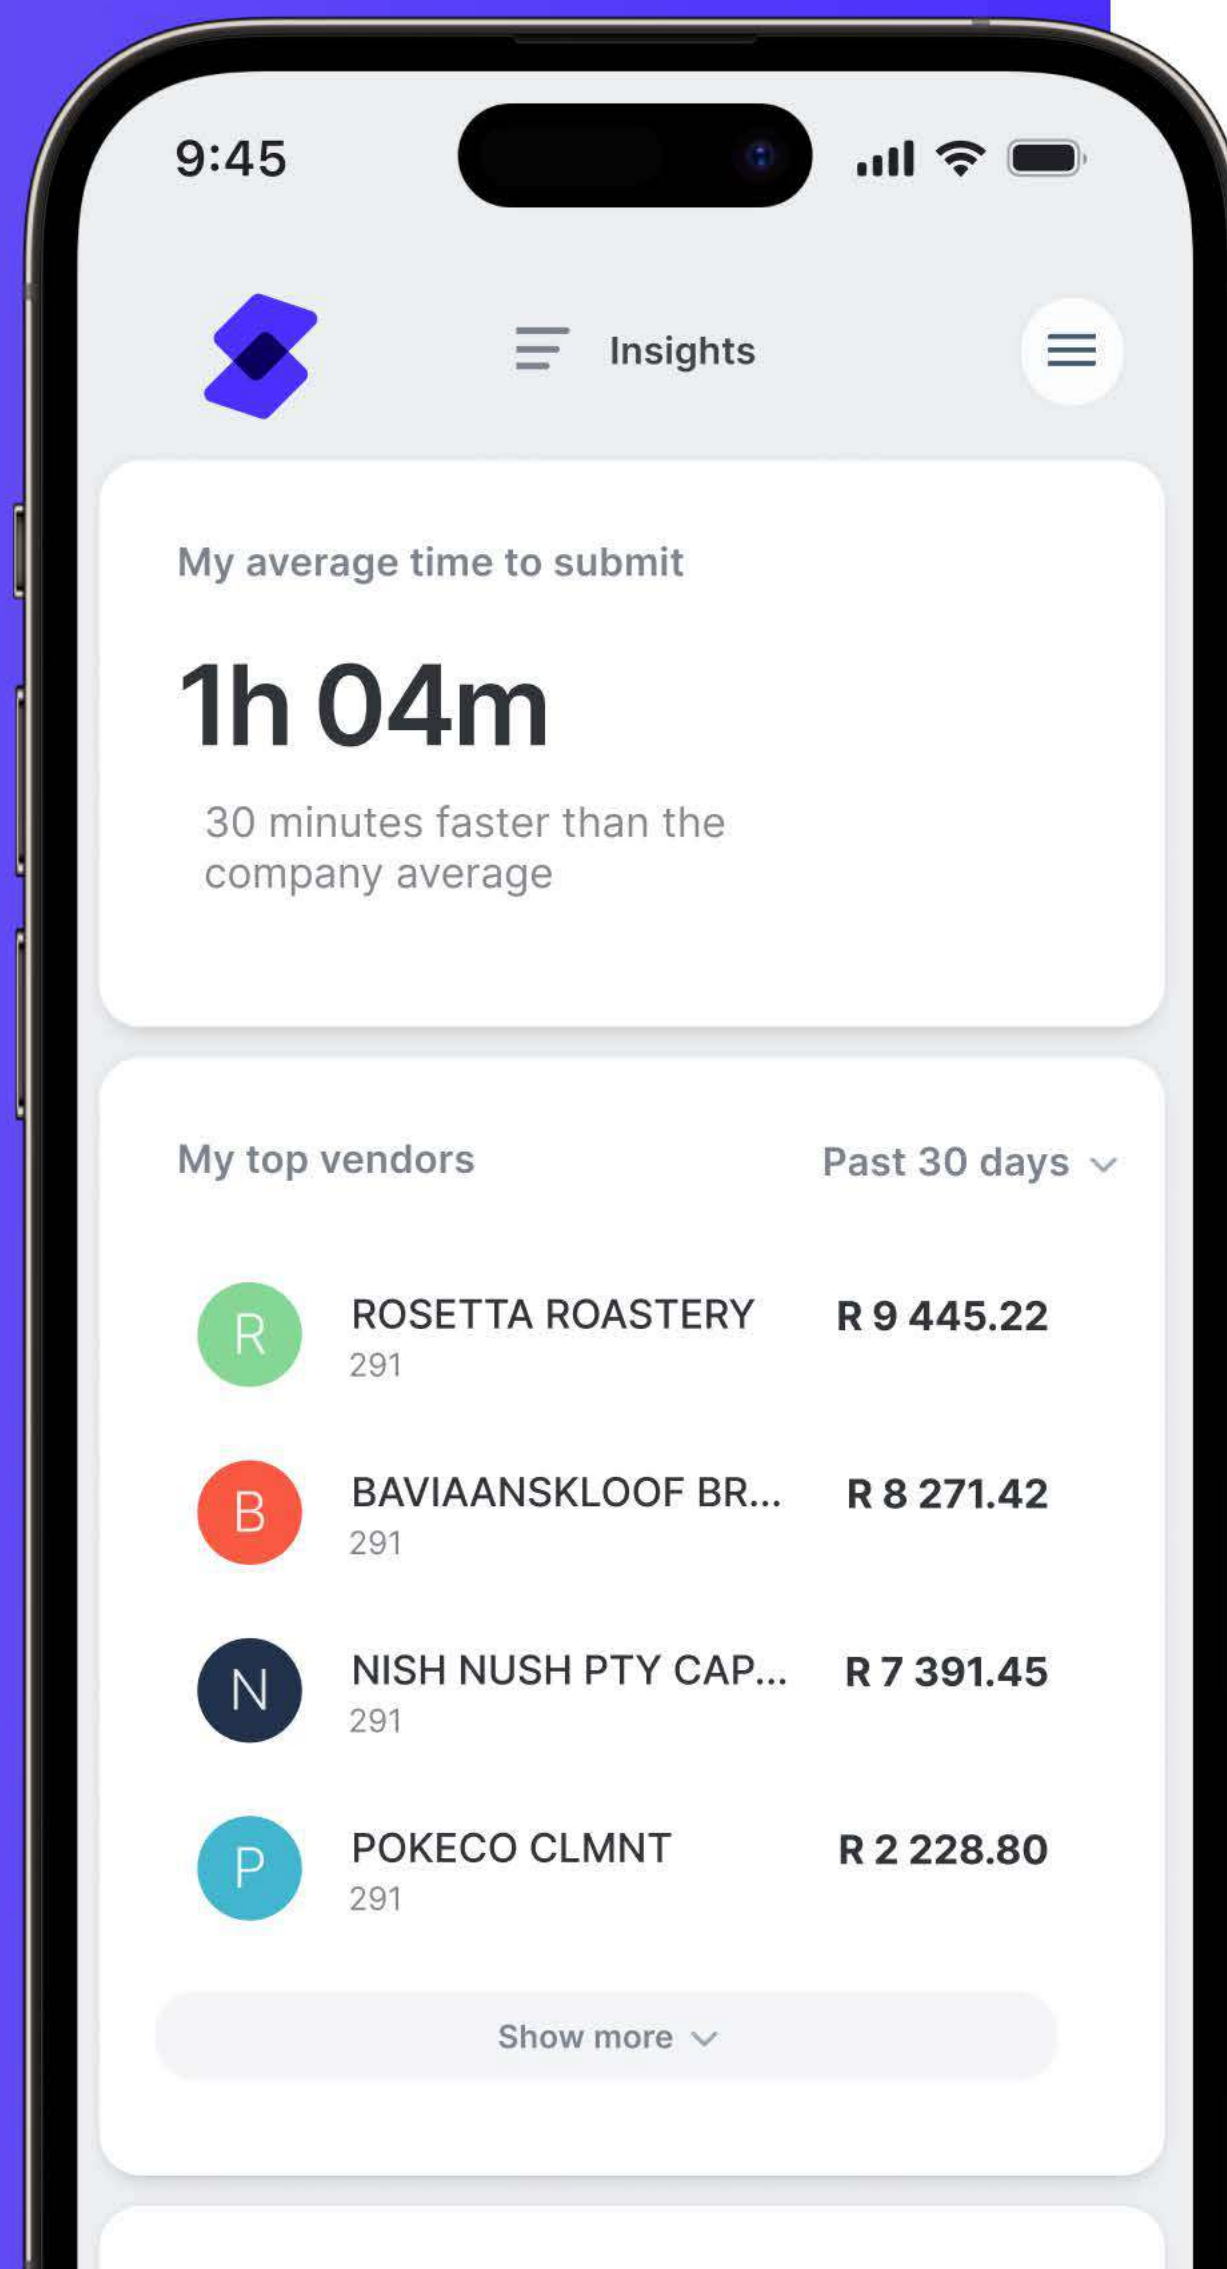 9:45
Insights
My average time to submit
1h 04m
30 minutes faster than the
company average
My top vendors
Past 30 days
R
ROSETTA ROASTERY
R 9 445.22
291
B
BAVIAANSKLOOF BR...
R 8 271.42
291
N
NISH NUSH PTY CAP...
R 7 391.45
291
P
POKECO CLMNT
R 2 228.80
291
Show more